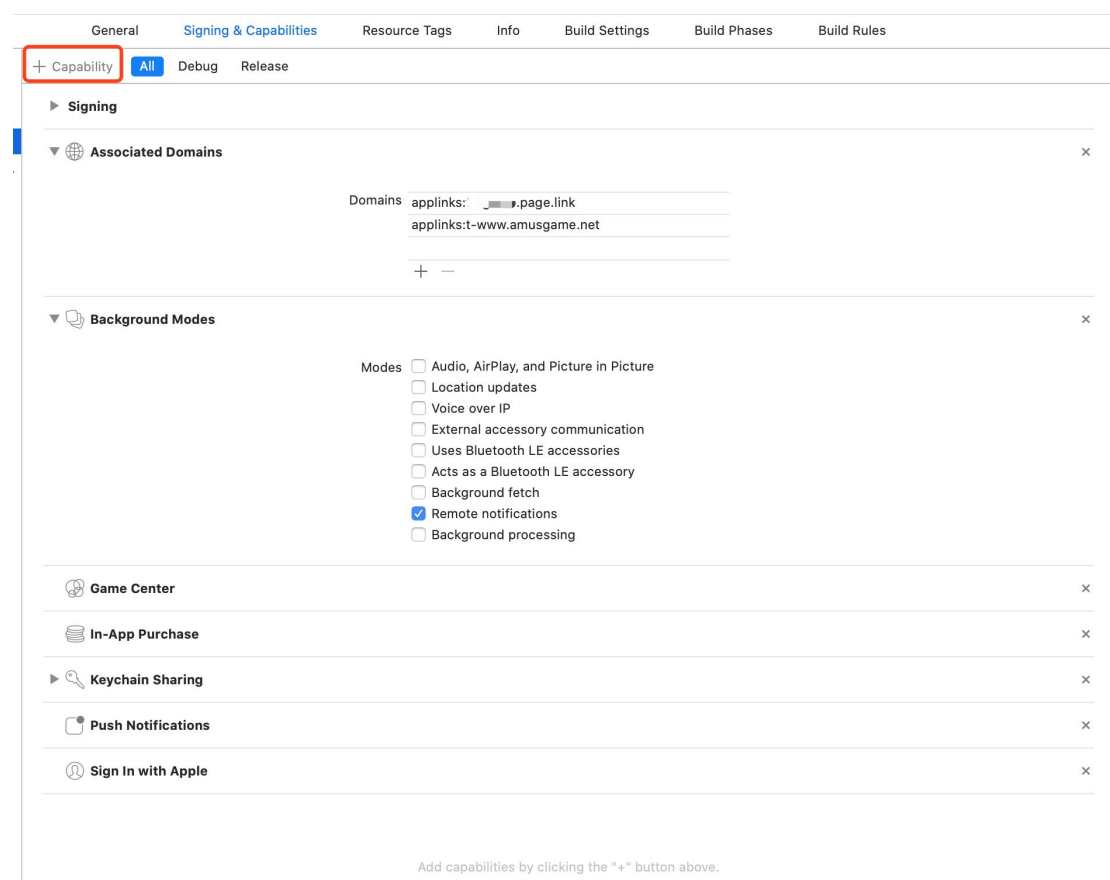 General Signing & Capabilities Resource Tags Info Build Settings Build Phases Build Rules
+ Capability All Debug Release
Signing
Associated Domains
Domains applinks: .page.link
applinks:t-www.amusgame.net
Background Modes
Modes Audio, AirPlay, and Picture in Picture
Location updates
Voice over IP
External accessory communication
Uses Bluetooth LE accessories
Acts as a Bluetooth LE accessory
Background fetch
Remote notifications
Background processing
Game Center
In-App Purchase
Keychain Sharing
Push Notifications
Sign In with Apple
Add capabilities by clicking the "+" button above.